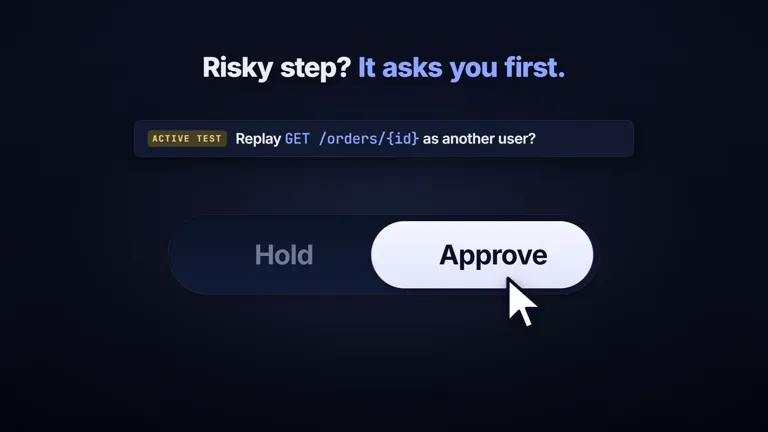 Risky step? It asks you first.
ACTIVE TEST Replay GET /orders/{id} as another user?
Hold Approve